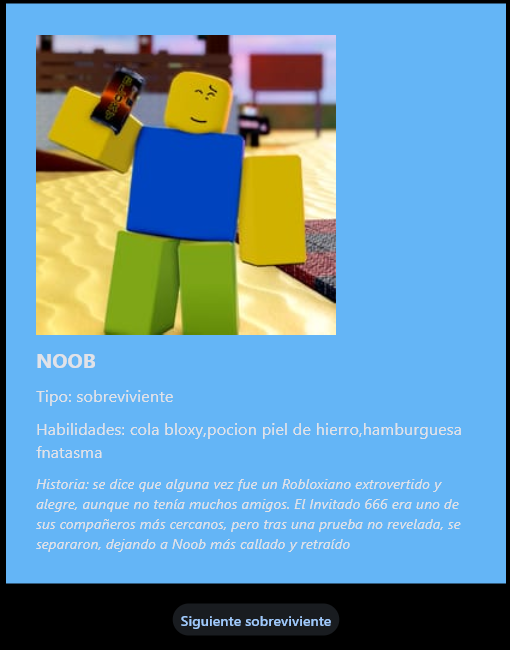 NOOB
Tipo: sobreviviente
Habilidades: cola bloxy,pocion piel de hierro,hamburguesa
fnatasma
Historia: se dice que alguna vez fue un Robloxiano extrovertido y
alegre, aunque no tenía muchos amigos. El Invitado 666 era uno de
sus compañeros más cercanos, pero tras una prueba no revelada, se
separaron, dejando a Noob más callado y retraído
Siguiente sobreviviente